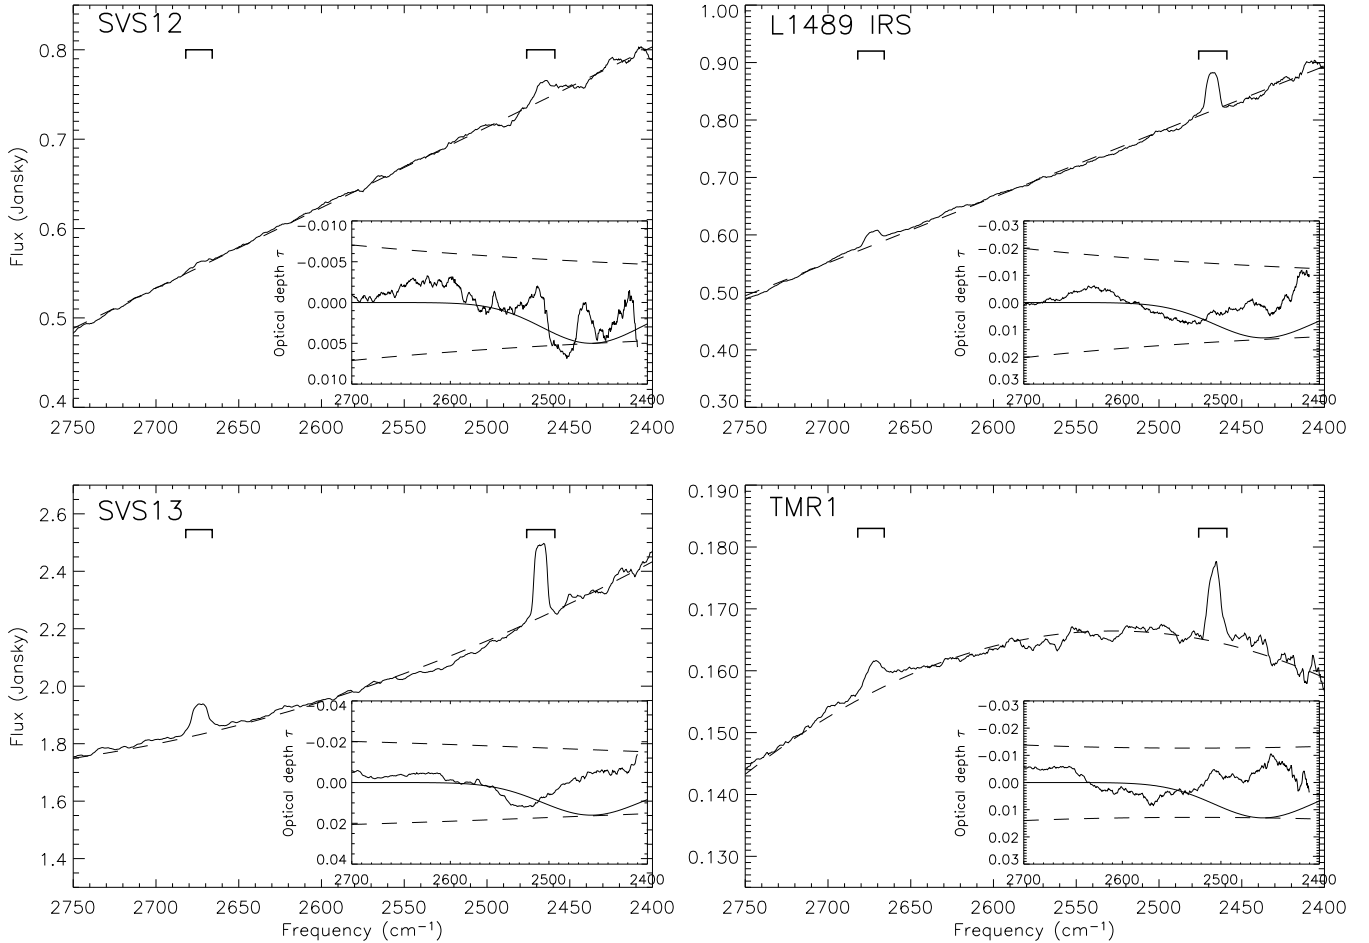 SVS12
0.8
0.7
0.6
0.5
0.4
Flux (Jansky)
2750 2700 2650 2600 2550 2500 2450 2400
−0.010
−0.005
0.000
0.005
0.010
Optical depth τ
2700 2600 2500 2400
L1489 IRS
1.00
0.90
0.80
0.70
0.60
0.50
0.40
0.30
2750 2700 2650 2600 2550 2500 2450 2400
−0.03
−0.02
−0.01
0.00
0.01
0.02
0.03
Optical depth τ
2700 2600 2500 2400
SVS13
2.6
2.4
2.2
2.0
1.8
1.6
1.4
Flux (Jansky)
2750 2700 2650 2600 2550 2500 2450 2400
Frequency (cm⁻¹)
−0.04
−0.02
0.00
0.02
0.04
Optical depth τ
2700 2600 2500 2400
TMR1
0.190
0.180
0.170
0.160
0.150
0.140
0.130
2750 2700 2650 2600 2550 2500 2450 2400
Frequency (cm⁻¹)
−0.03
−0.02
−0.01
0.00
0.01
0.02
0.03
Optical depth τ
2700 2600 2500 2400